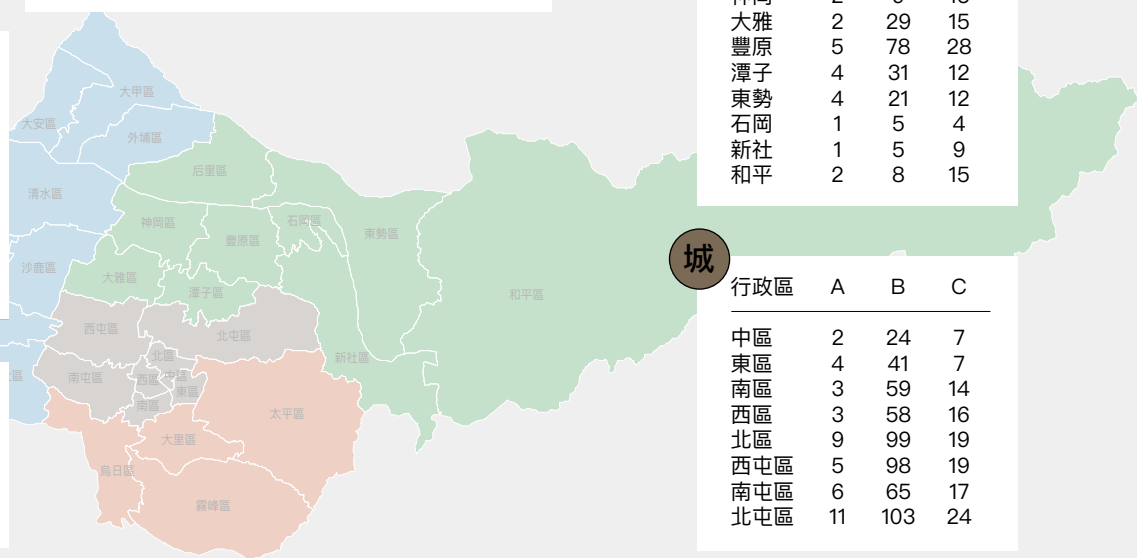 大雅 2 29 15
豐原 5 78 28
潭子 4 31 12
東勢 4 21 12
石岡 1 5 4
新社 1 5 9
和平 2 8 15
城
行政區 A B C
中區 2 24 7
東區 4 41 7
南區 3 59 14
西區 3 58 16
北區 9 99 19
西屯區 5 98 19
南屯區 6 65 17
北屯區 11 103 24
大甲區
大安區
外埔區
后里區
清水區
神岡區
石岡區
東勢區
豐原區
沙鹿區
大雅區
潭子區
和平區
西屯區
北屯區
北區
新社區
南屯區
西區
中區
東區
南區
太平區
大里區
烏日區
霧峰區